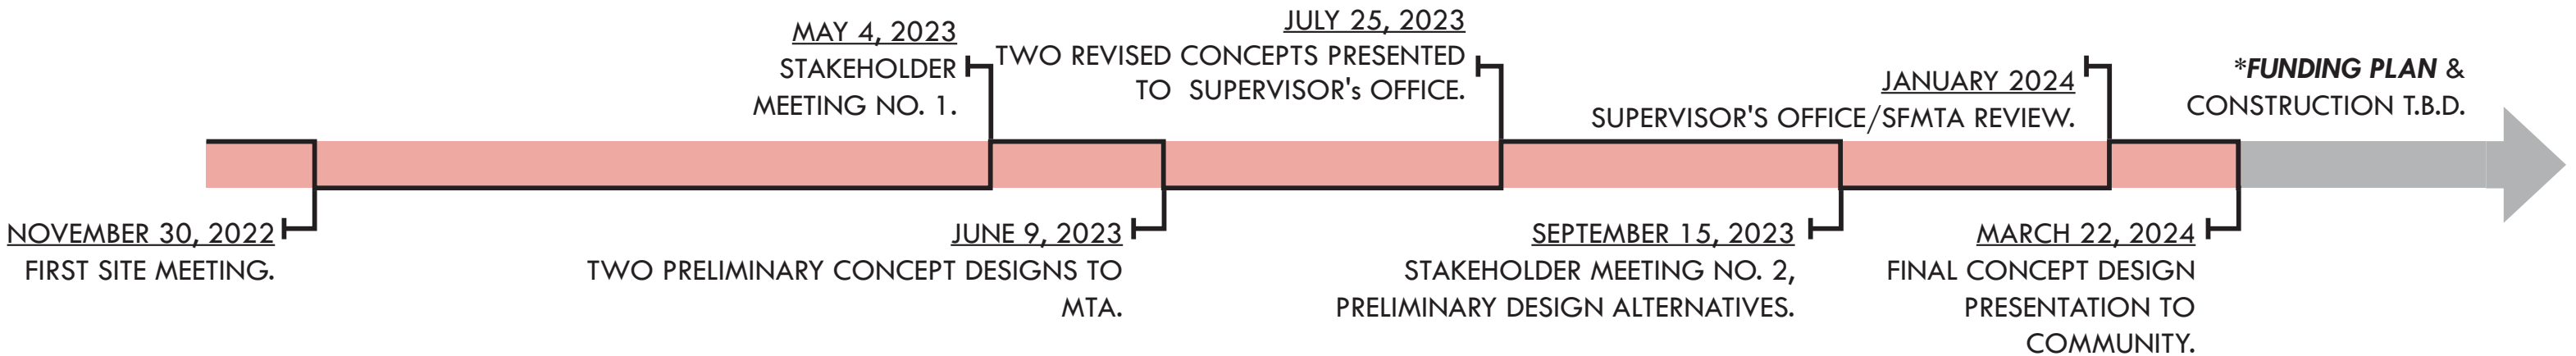 NOVEMBER 30, 2022
FIRST SITE MEETING.
MAY 4, 2023
STAKEHOLDER
MEETING NO. 1.
JUNE 9, 2023
TWO PRELIMINARY CONCEPT DESIGNS TO
MTA.
JULY 25, 2023
TWO REVISED CONCEPTS PRESENTED
TO SUPERVISOR's OFFICE.
SEPTEMBER 15, 2023
STAKEHOLDER MEETING NO. 2,
PRELIMINARY DESIGN ALTERNATIVES.
JANUARY 2024
SUPERVISOR'S OFFICE/SFMTA REVIEW.
MARCH 22, 2024
FINAL CONCEPT DESIGN
PRESENTATION TO
COMMUNITY.
*FUNDING PLAN &
CONSTRUCTION T.B.D.